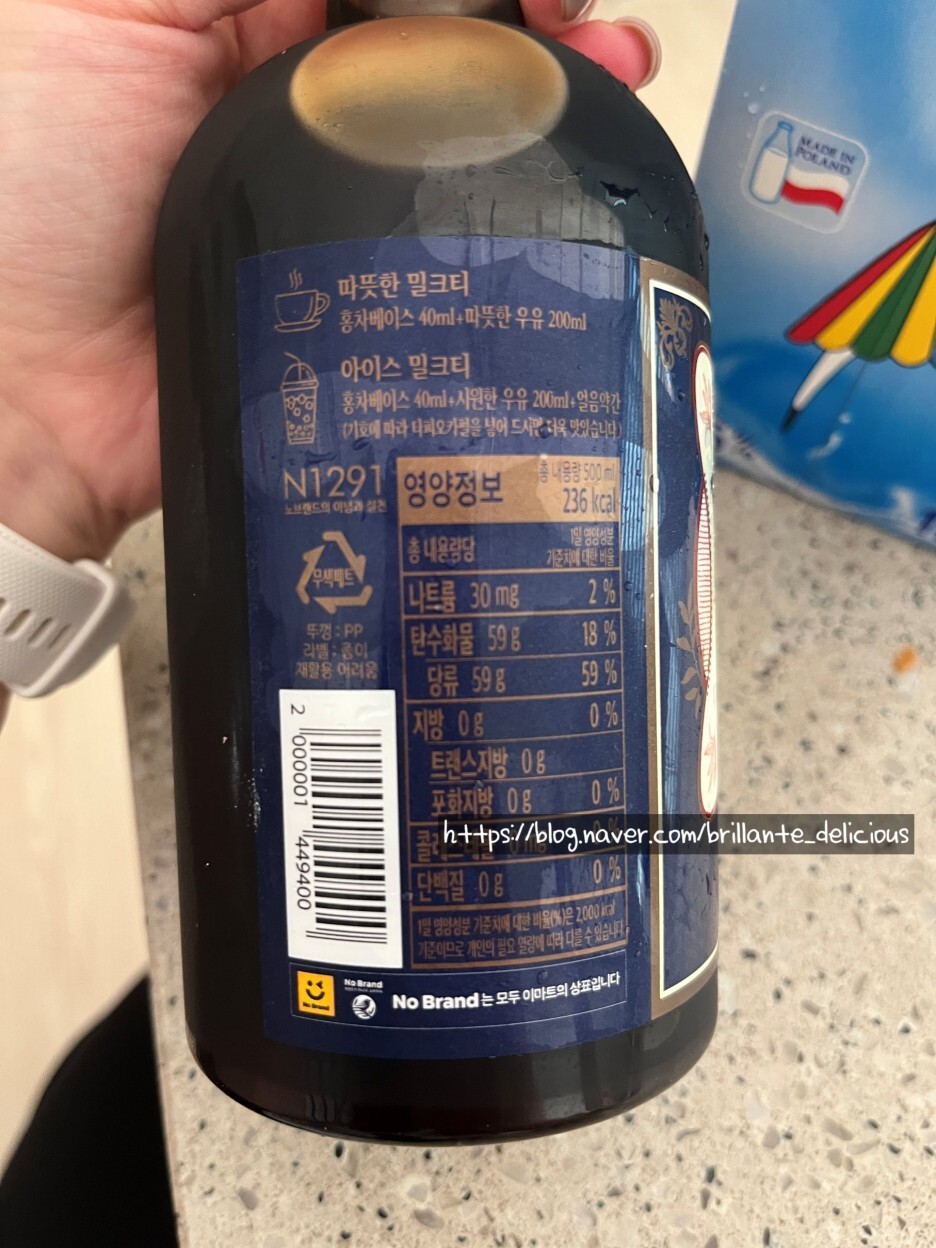 MADE IN
POLAND
따뜻한 밀크티
홍차베이스 40ml+따뜻한 우유 200ml
아이스 밀크티
홍차베이스 40ml+시원한 우유 200ml+얼음약간
(기호에 따라 타피오카펄을 넣어 드시면 더욱 맛있습니다)
N1291
노브랜드의 이념과 실천
무색페트
뚜껑 : PP
라벨 : 종이
재활용 어려움
영양정보
총 내용량 500 ml
236 kcal
총 내용량당
1일 영양성분
기준치에 대한 비율
나트륨 30 mg 2 %
탄수화물 59 g 18 %
당류 59 g 59 %
지방 0 g 0 %
트랜스지방 0 g
포화지방 0 g 0 %
https://blog.naver.com/brillante_delicious
단백질 0 g 0 %
1일 영양성분 기준치에 대한 비율(%)은 2,000 kcal
기준이므로 개인의 필요 열량에 따라 다를 수 있습니다.
2 000001 449400
No Brand
No Brand
No Brand는 모두 이마트의 상표입니다